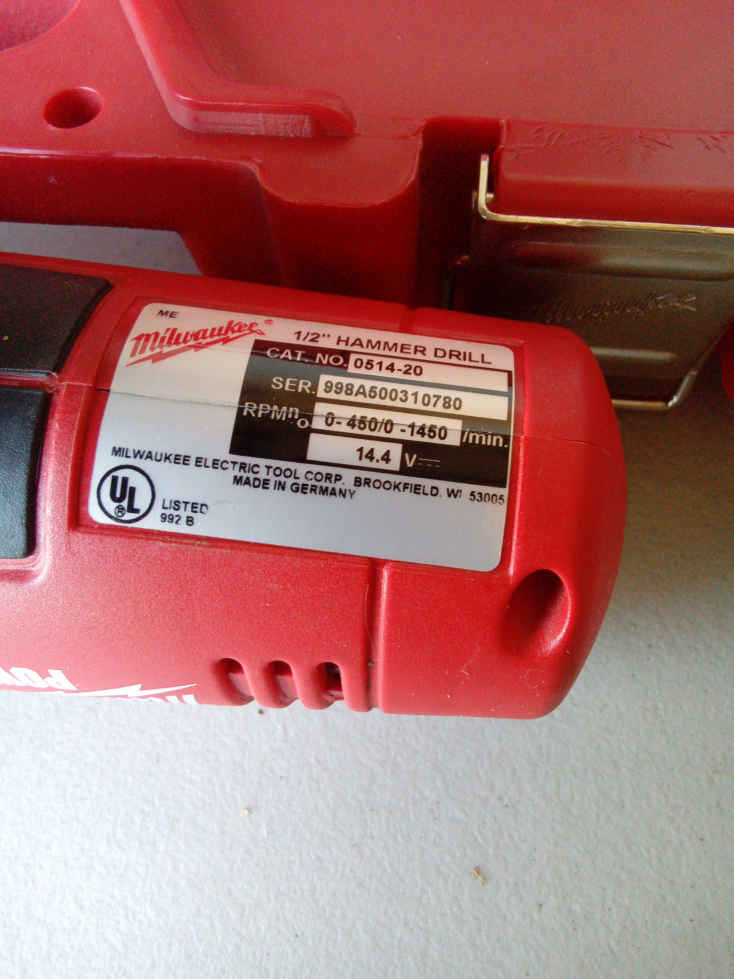 ME
Milwaukee®
1/2" HAMMER DRILL
CAT. NO. 0514-20
SER. 998A500310780
RPM n o 0- 450/0 -1450 /min.
14.4 V
MILWAUKEE ELECTRIC TOOL CORP. BROOKFIELD. WI 53005
MADE IN GERMANY
UL ®
LISTED
992 B